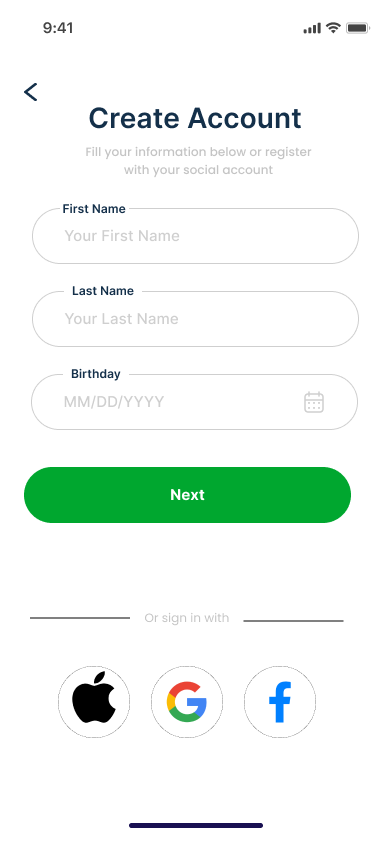 9:41
Create Account
Fill your information below or register
with your social account
First Name
Your First Name
Last Name
Your Last Name
Birthday
MM/DD/YYYY
Next
Or sign in with